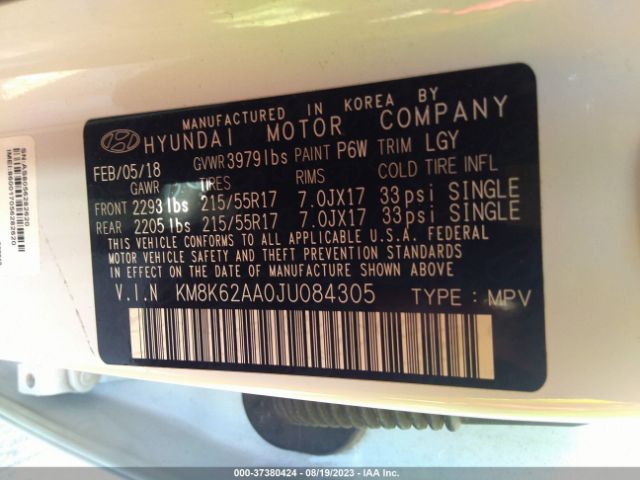 MANUFACTURED IN KOREA BY
HYUNDAI MOTOR COMPANY
FEB/05/18 GVWR 3979lbs PAINT P6W TRIM LGY
GAWR TIRES RIMS COLD TIRE INFL
FRONT 2293 lbs 215/55R17 7.0JX17 33 psi SINGLE
REAR 2205 lbs 215/55R17 7.0JX17 33 psi SINGLE
THIS VEHICLE CONFORMS TO ALL APPLICABLE U.S.A. FEDERAL
MOTOR VEHICLE SAFETY AND THEFT PREVENTION STANDARDS
IN EFFECT ON THE DATE OF MANUFACTURE SHOWN ABOVE.
V.I.N KM8K62AA0JU084305 TYPE : MPV
000-37380424 - 08/19/2023 - IAA Inc.